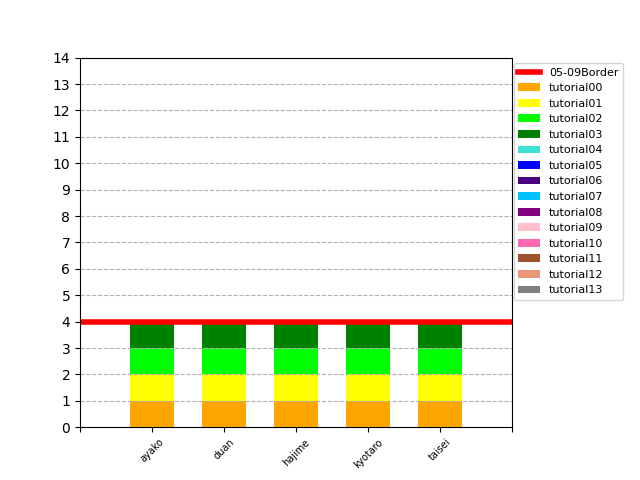 14
13
12
11
10
9
8
7
6
5
4
3
2
1
0
ayako
duan
hajime
kyotaro
taisei
05-09Border
tutorial00
tutorial01
tutorial02
tutorial03
tutorial04
tutorial05
tutorial06
tutorial07
tutorial08
tutorial09
tutorial10
tutorial11
tutorial12
tutorial13